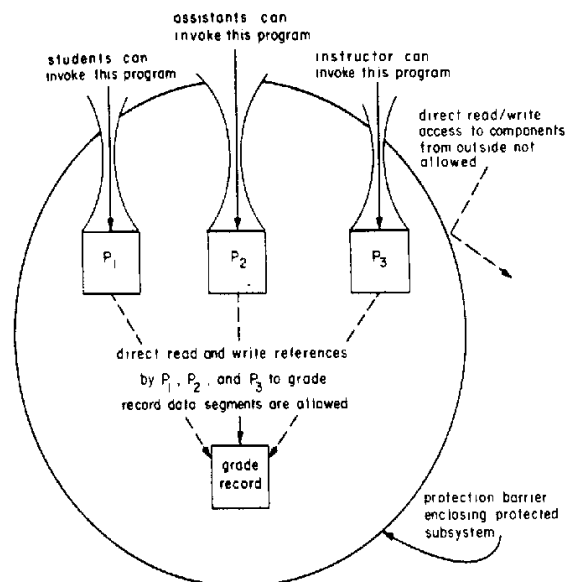 assistants can
invoke this program
students can
invoke this program
instructor can
invoke this program
direct read/write
access to components
from outside not
allowed
P1
P2
P3
direct read and write references
by P1, P2, and P3 to grade
record data segments are allowed
grade
record
protection barrier
enclosing protected
subsystem